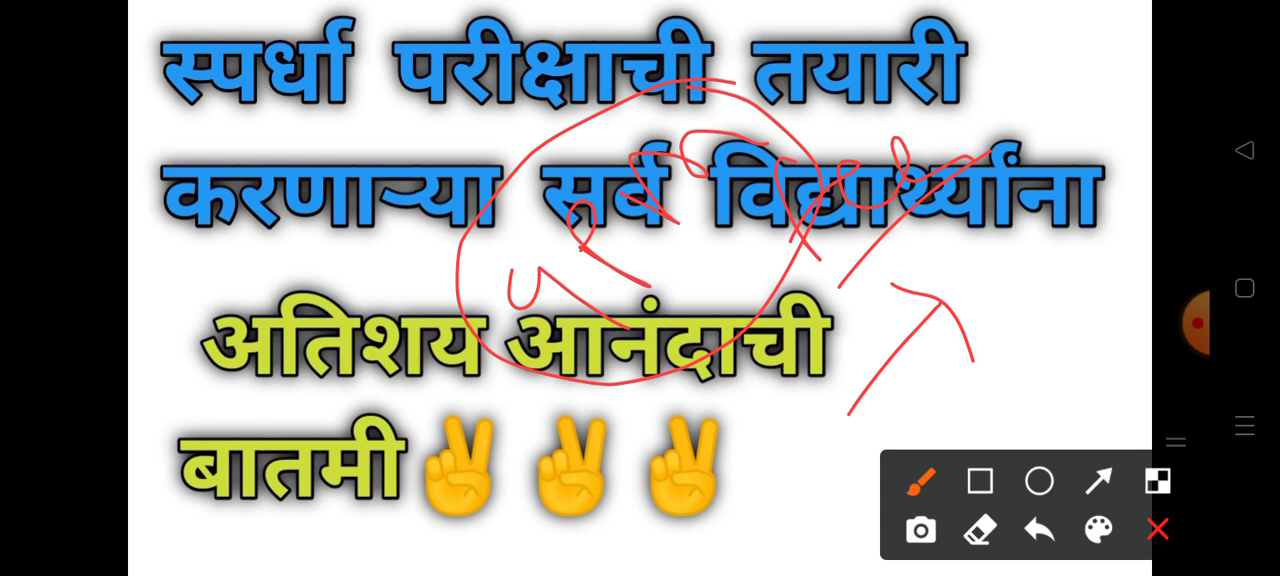 स्पर्धा परीक्षाची तयारी
करणाऱ्या सर्व विद्यार्थ्यांना
अतिशय आनंदाची
बातमी✌✌✌